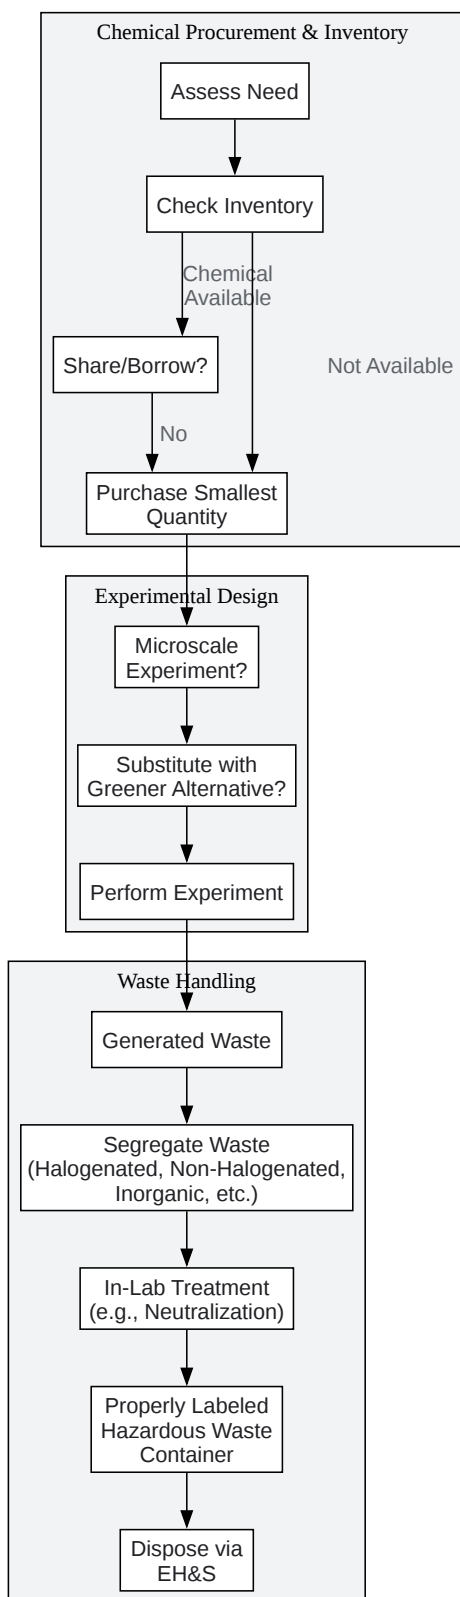 Chemical Procurement & Inventory
Assess Need
Check Inventory
Chemical
Available
Share/Borrow?
Not Available
No
Purchase Smallest
Quantity
Experimental Design
Microscale
Experiment?
Substitute with
Greener Alternative?
Perform Experiment
Waste Handling
Generated Waste
Segregate Waste
(Halogenated, Non-Halogenated,
Inorganic, etc.)
In-Lab Treatment
(e.g., Neutralization)
Properly Labeled
Hazardous Waste
Container
Dispose via
EH&S